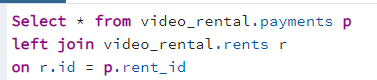 Select * from video_rental.payments p
left join video_rental.rents r
on r.id = p.rent_id